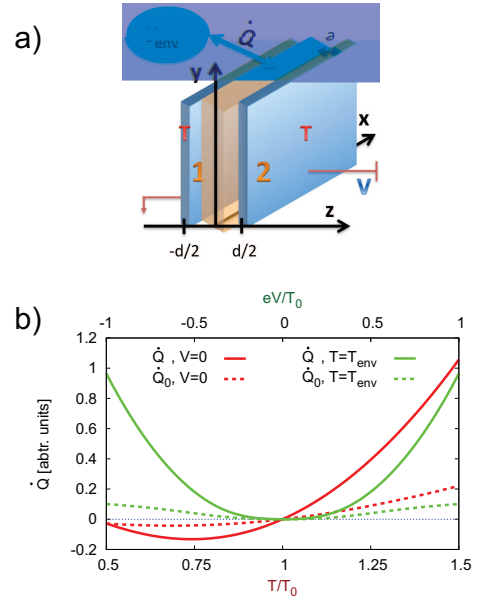 a)
env
Q̇
a
y
x
T
T
1
2
V
z
-d/2
d/2
b)
eV/T₀
-1
-0.5
0
0.5
1
1.2
1
0.8
0.6
0.4
0.2
0
-0.2
Q̇ [abtr. units]
Q̇ , V=0
Q̇₀, V=0
Q̇ , T=Tₑₙᵥ
Q̇₀, T=Tₑₙᵥ
0.5
0.75
1
1.25
1.5
T/T₀